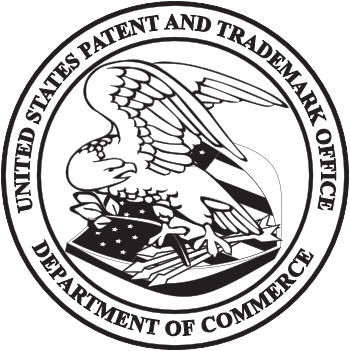 UNITED STATES PATENT AND TRADEMARK OFFICE
DEPARTMENT OF COMMERCE